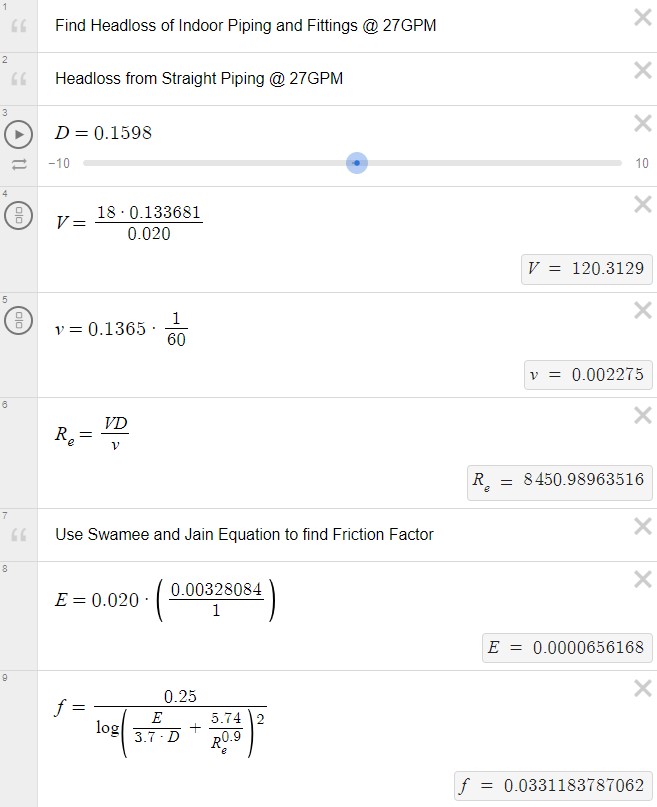 1
Find Headloss of Indoor Piping and Fittings @ 27GPM
2
Headloss from Straight Piping @ 27GPM
3
D = 0.1598
−10 10
4
V = \frac{18 · 0.133681}{0.020}
V = 120.3129
5
ν = 0.1365 · \frac{1}{60}
ν = 0.002275
6
R_e = \frac{VD}{ν}
R_e = 8450.98963516
7
Use Swamee and Jain Equation to find Friction Factor
8
E = 0.020 · \left(\frac{0.00328084}{1}\right)
E = 0.0000656168
9
f = \frac{0.25}{\log\left(\frac{E}{3.7 · D} + \frac{5.74}{R_e^{0.9}}\right)^2}
f = 0.0331183787062